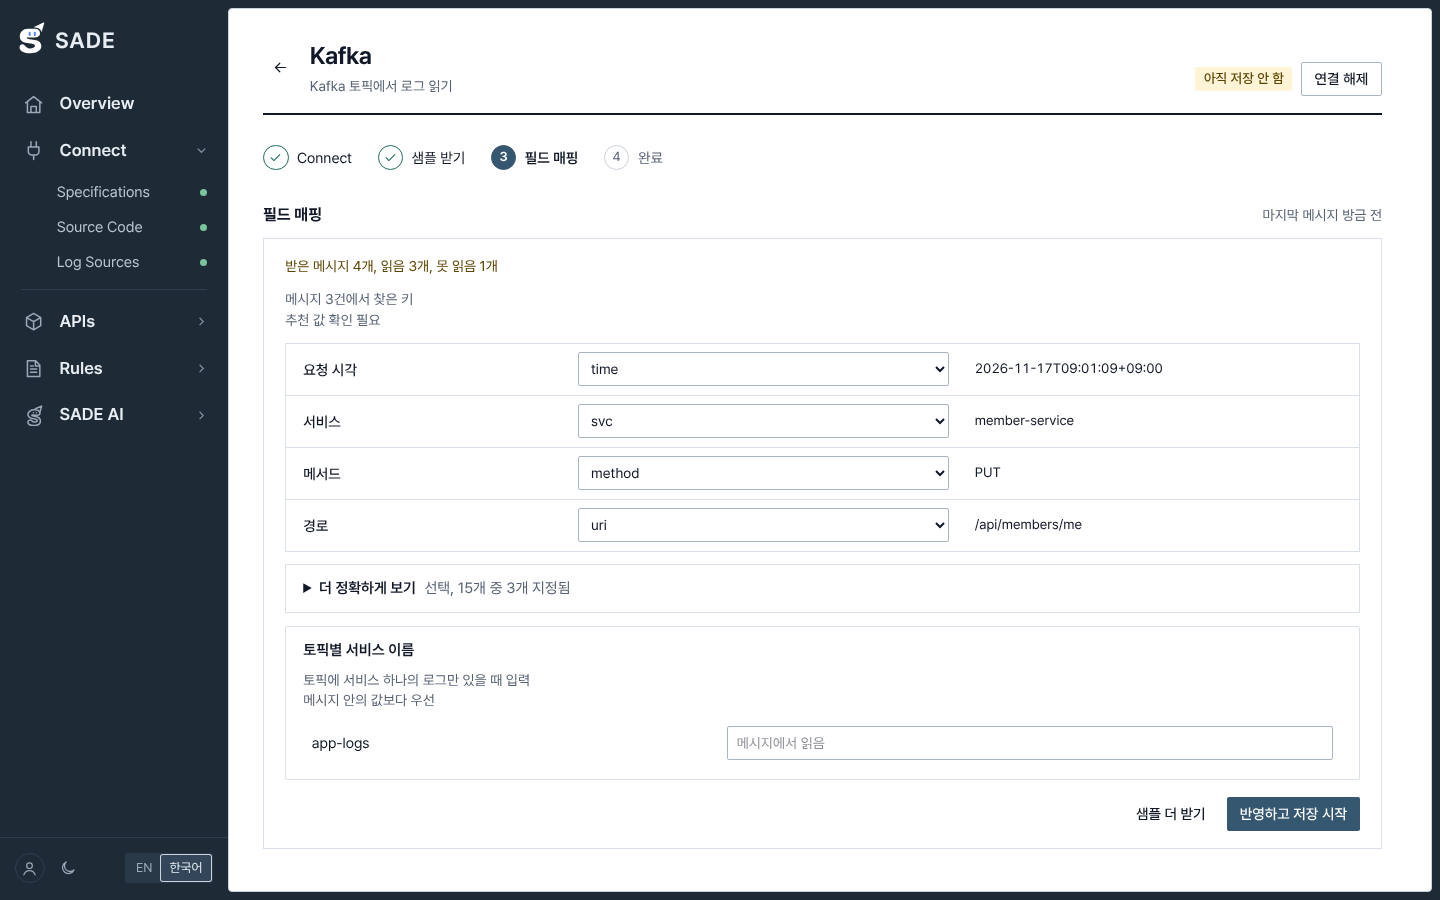 SADE
Overview
Connect
Specifications
Source Code
Log Sources
APIs
Rules
SADE AI
EN
한국어
Kafka
Kafka 토픽에서 로그 읽기
아직 저장 안 함
연결 해제
Connect
샘플 받기
3 필드 매핑
4 완료
필드 매핑
마지막 메시지 방금 전
받은 메시지 4개, 읽음 3개, 못 읽음 1개
메시지 3건에서 찾은 키
추천 값 확인 필요
요청 시각 time 2026-11-17T09:01:09+09:00
서비스 svc member-service
메서드 method PUT
경로 uri /api/members/me
더 정확하게 보기 선택, 15개 중 3개 지정됨
토픽별 서비스 이름
토픽에 서비스 하나의 로그만 있을 때 입력
메시지 안의 값보다 우선
app-logs 메시지에서 읽음
샘플 더 받기
반영하고 저장 시작